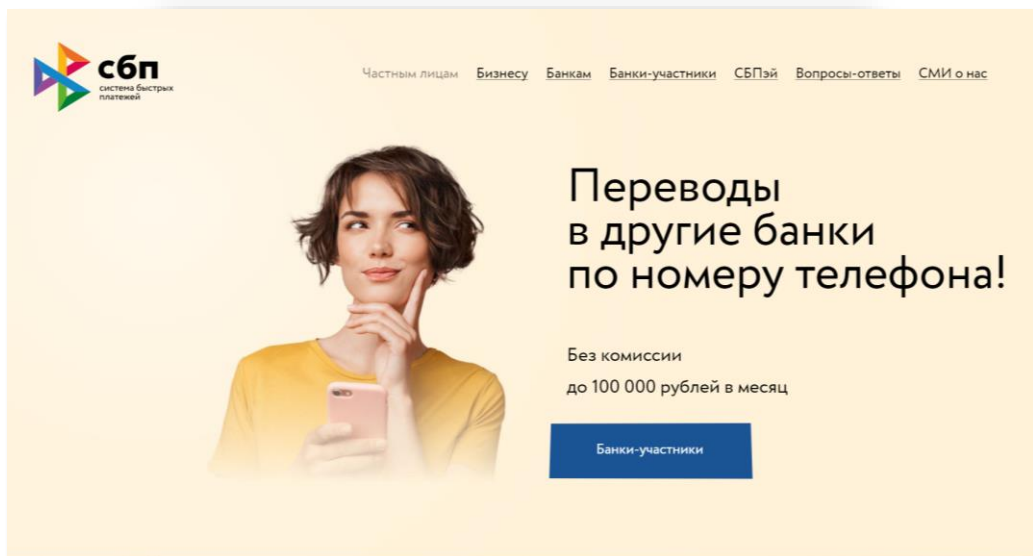 сбп
система быстрых
платежей
Частным лицам Бизнесу Банкам Банки-участники СБПэй Вопросы-ответы СМИ о нас
Переводы
в другие банки
по номеру телефона!
Без комиссии
до 100 000 рублей в месяц
Банки-участники